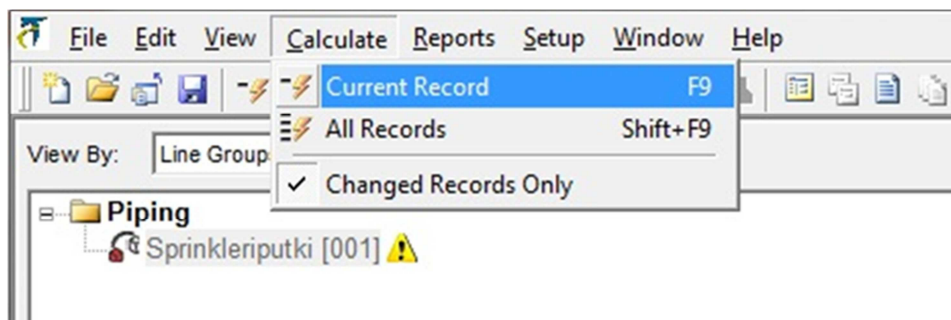 File Edit View Calculate Reports Setup Window Help
Current Record F9
All Records Shift+F9
View By: Line Group
Changed Records Only
Piping
Sprinkleriputki [001]